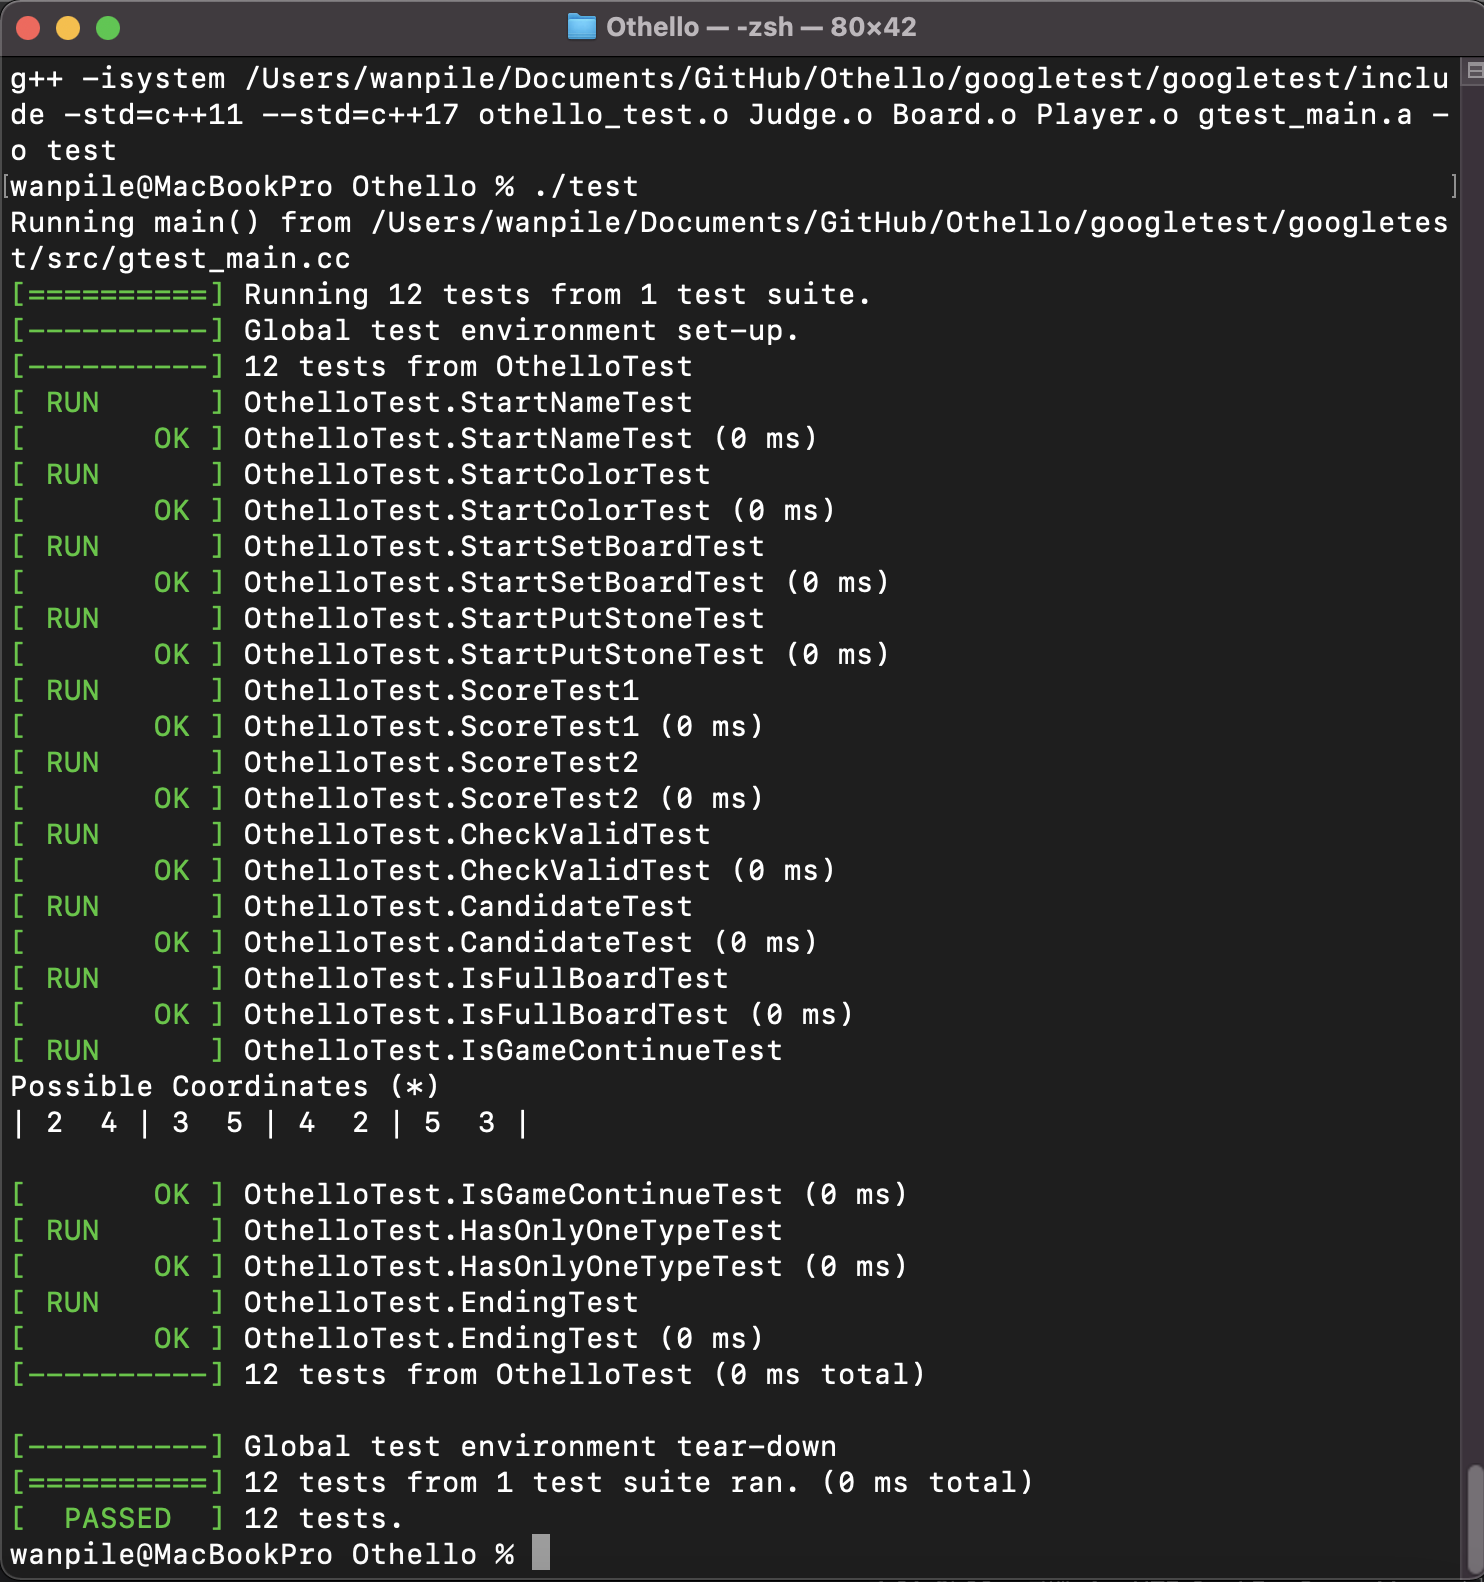 Othello — -zsh — 80×42
g++ -isystem /Users/wanpile/Documents/GitHub/Othello/googletest/googletest/inclu
de -std=c++11 --std=c++17 othello_test.o Judge.o Board.o Player.o gtest_main.a -
o test
[wanpile@MacBookPro Othello % ./test ]
Running main() from /Users/wanpile/Documents/GitHub/Othello/googletest/googletes
t/src/gtest_main.cc
[==========] Running 12 tests from 1 test suite.
[----------] Global test environment set-up.
[----------] 12 tests from OthelloTest
[ RUN      ] OthelloTest.StartNameTest
[       OK ] OthelloTest.StartNameTest (0 ms)
[ RUN      ] OthelloTest.StartColorTest
[       OK ] OthelloTest.StartColorTest (0 ms)
[ RUN      ] OthelloTest.StartSetBoardTest
[       OK ] OthelloTest.StartSetBoardTest (0 ms)
[ RUN      ] OthelloTest.StartPutStoneTest
[       OK ] OthelloTest.StartPutStoneTest (0 ms)
[ RUN      ] OthelloTest.ScoreTest1
[       OK ] OthelloTest.ScoreTest1 (0 ms)
[ RUN      ] OthelloTest.ScoreTest2
[       OK ] OthelloTest.ScoreTest2 (0 ms)
[ RUN      ] OthelloTest.CheckValidTest
[       OK ] OthelloTest.CheckValidTest (0 ms)
[ RUN      ] OthelloTest.CandidateTest
[       OK ] OthelloTest.CandidateTest (0 ms)
[ RUN      ] OthelloTest.IsFullBoardTest
[       OK ] OthelloTest.IsFullBoardTest (0 ms)
[ RUN      ] OthelloTest.IsGameContinueTest
Possible Coordinates (*)
| 2  4 | 3  5 | 4  2 | 5  3 |
[       OK ] OthelloTest.IsGameContinueTest (0 ms)
[ RUN      ] OthelloTest.HasOnlyOneTypeTest
[       OK ] OthelloTest.HasOnlyOneTypeTest (0 ms)
[ RUN      ] OthelloTest.EndingTest
[       OK ] OthelloTest.EndingTest (0 ms)
[----------] 12 tests from OthelloTest (0 ms total)
[----------] Global test environment tear-down
[==========] 12 tests from 1 test suite ran. (0 ms total)
[  PASSED  ] 12 tests.
wanpile@MacBookPro Othello %